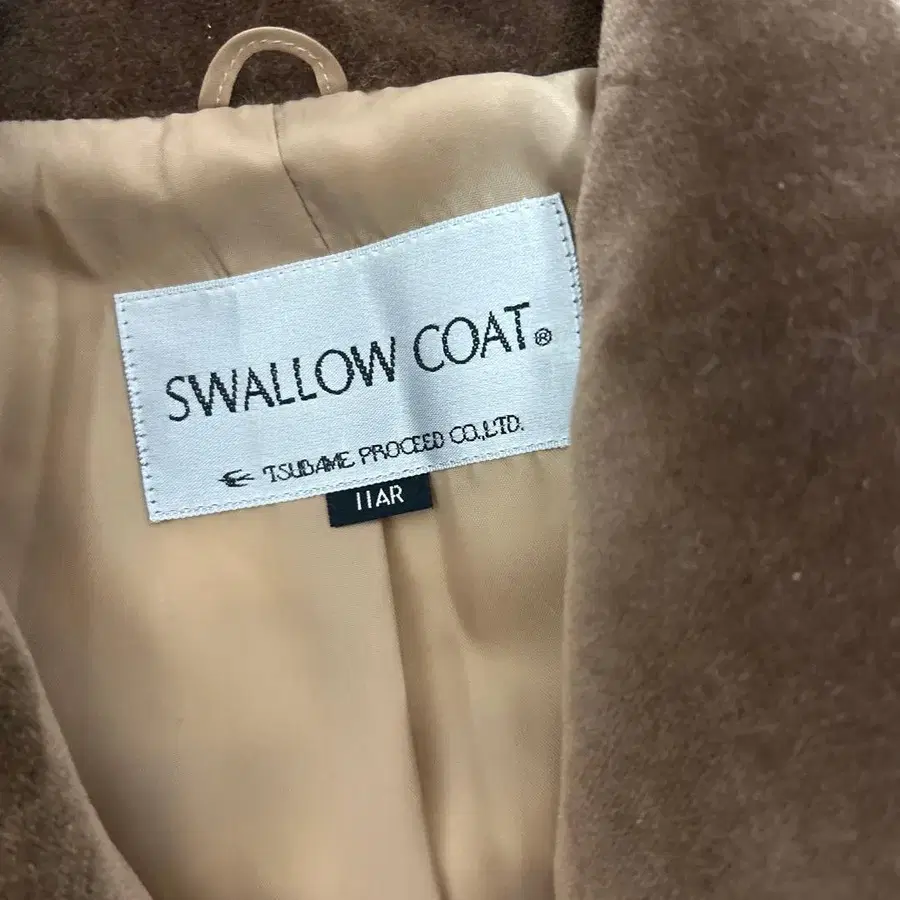 SWALLOW COAT®
TSUBAME PROCEED CO.,LTD.
11AR